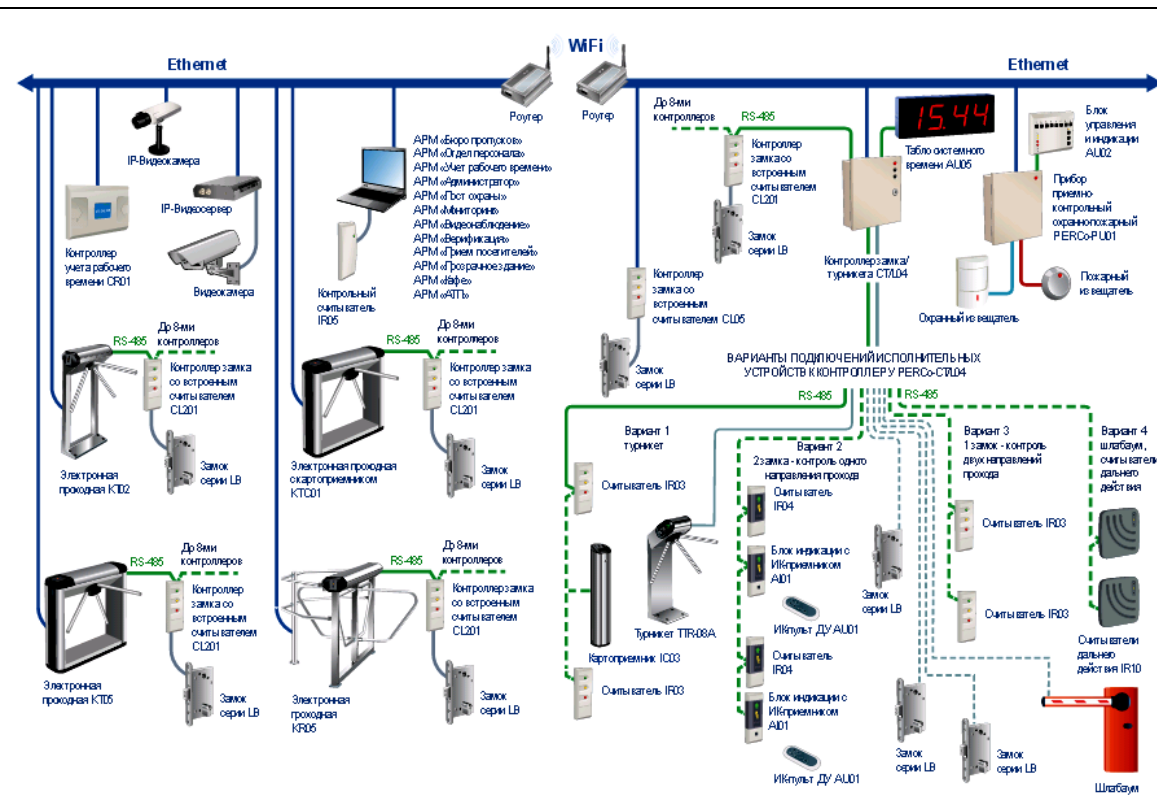 WiFi
Ethernet
Ethernet
Роутер
Роутер
IP-Видеокамера
IP-Видеосервер
Контроллер
учета рабочего
времени CR01
Видеокамера
АРМ «Бюро пропусков»
АРМ «Отдел персонала»
АРМ «Учет рабочего времени»
АРМ «Администратор»
АРМ «Пост охраны»
АРМ «Мониторинг»
АРМ «Видеонаблюдение»
АРМ «Верификация»
АРМ «Прием посетителей»
АРМ «Прозрачное здание»
АРМ «Кафе»
АРМ «АТП»
Контрольный
считыватель
IR05
До 8-ми
контроллеров
RS-485
Контроллер
замка со
встроенным
считывателем
CL201
Замок
серии LB
Контроллер
замка со
встроенным
считывателем CL05
Замок
серии LB
15.44
Табло системного
времени AU05
Контроллер замка/
турникета CT/L04
Блок
управления
и индикации
AU02
Прибор
приемно-
контрольный
охраннопожарный
PERCo-PU01
Охранный извещатель
Пожарный
извещатель
RS-485
До 8-ми
контроллеров
Контроллер замка
со встроенным
считывателем
CL201
Замок
серии LB
Электронная
проходная KT02
RS-485
До 8-ми
контроллеров
Контроллер замка
со встроенным
считывателем
CL201
Замок
серии LB
Электронная проходная
с картоприемником
KTC01
RS-485
До 8-ми
контроллеров
Контроллер
замка со
встроенным
считывателем
CL201
Замок
серии LB
Электронная
проходная KT05
RS-485
До 8-ми
контроллеров
Контроллер замка
со встроенным
считывателем
CL201
Замок
серии LB
Электронная
проходная
KR05
ВАРИАНТЫ ПОДКЛЮЧЕНИЙ ИСПОЛНИТЕЛЬНЫХ
УСТРОЙСТВ К КОНТРОЛЛЕРУ PERCo-CT/L04
RS-485
RS-485
Вариант 1
турникет
Считыватель IR03
Картоприемник IC03
Считыватель IR03
Турникет TTR-08A
Вариант 2
2 замка - контроль одного
направления прохода
Считыватель
IR04
Блок индикации с
ИК-приемником
AI01
ИК-пульт ДУ AU01
Считыватель
IR04
Блок индикации с
ИК-приемником
AI01
ИК-пульт ДУ AU01
Замок
серии LB
Замок
серии LB
Вариант 3
1 замок - контроль
двух направлений
прохода
Считыватель IR03
Считыватель IR03
Замок
серии LB
Вариант 4
шлагбаум,
считыватели
дальнего
действия
Считыватели
дальнего
действия IR10
Шлагбаум